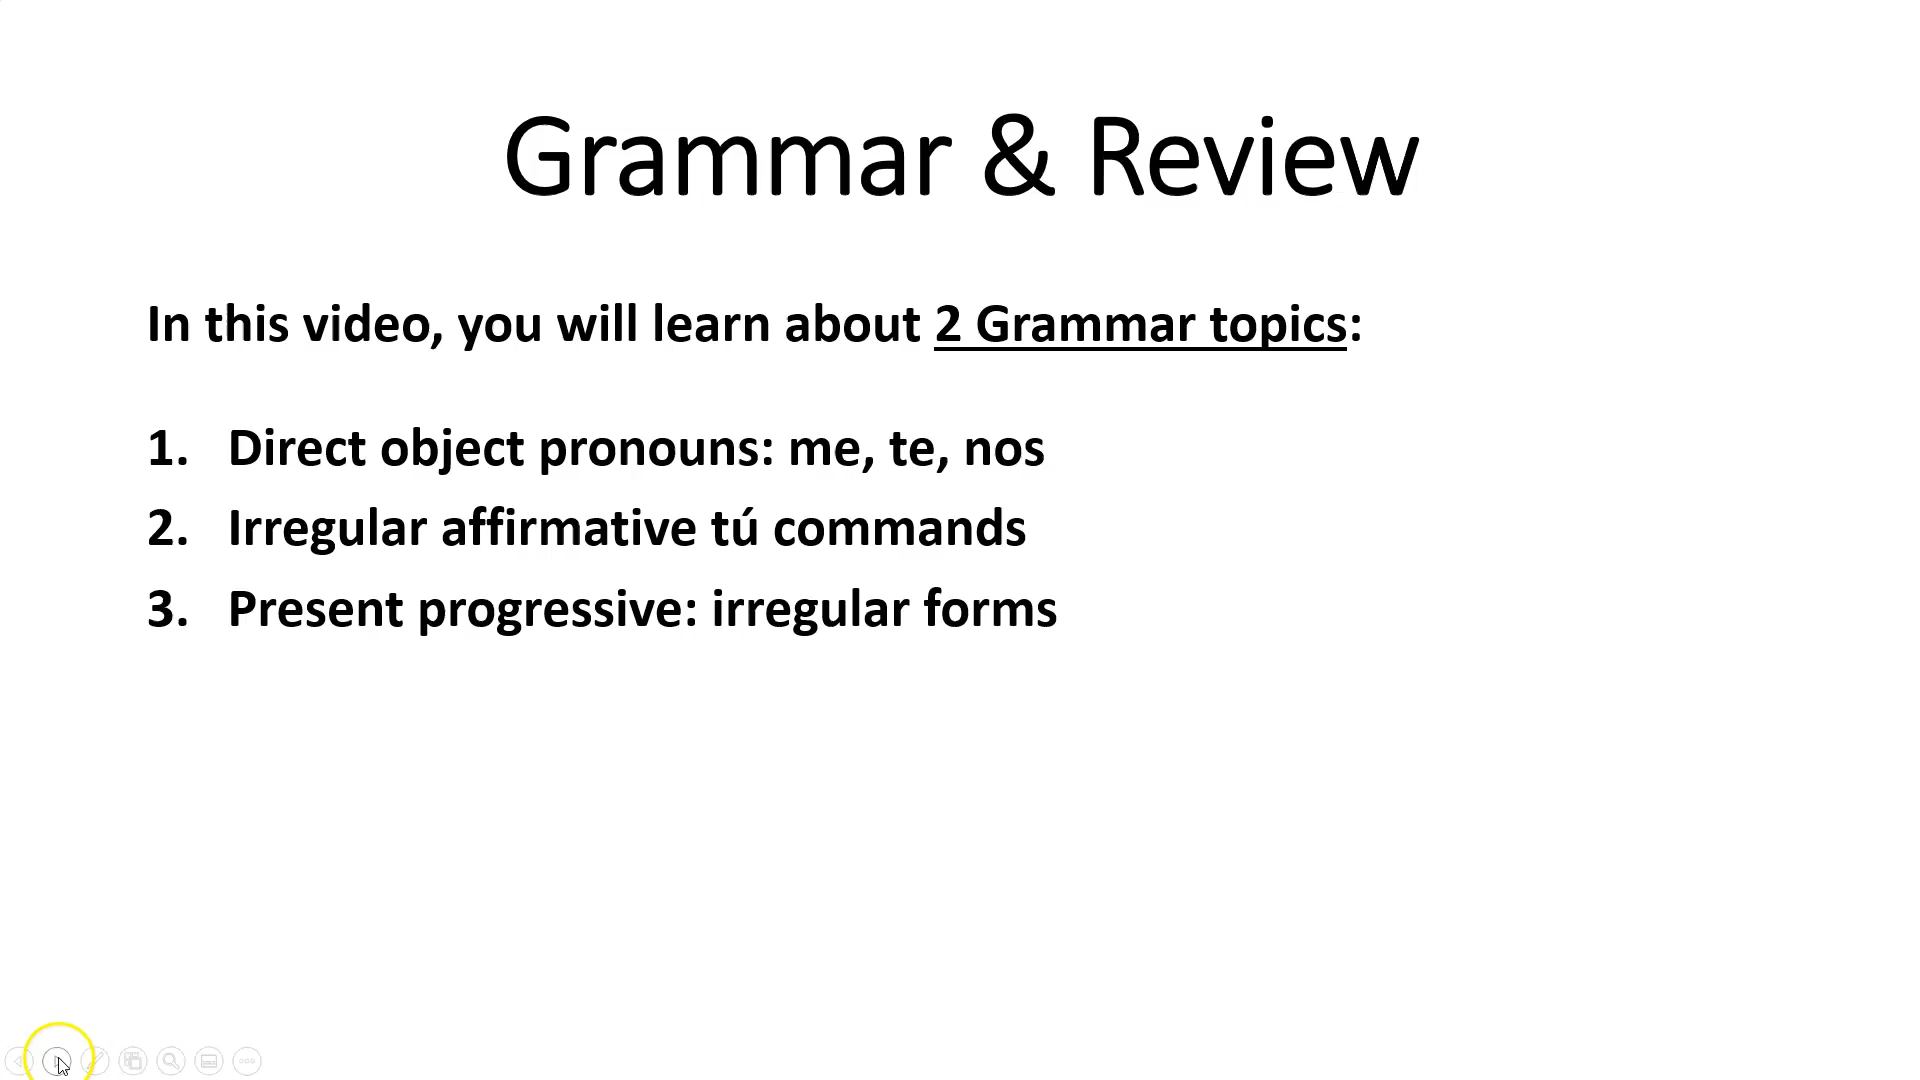 Grammar & Review
In this video, you will learn about 2 Grammar topics:
1. Direct object pronouns: me, te, nos
2. Irregular affirmative tú commands
3. Present progressive: irregular forms